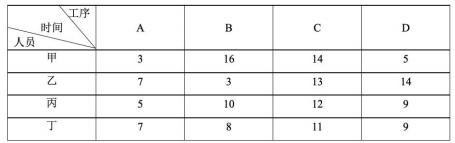 工序
时间
人员
A B C D
甲 3 16 14 5
乙 7 3 13 14
丙 5 10 12 9
丁 7 8 11 9